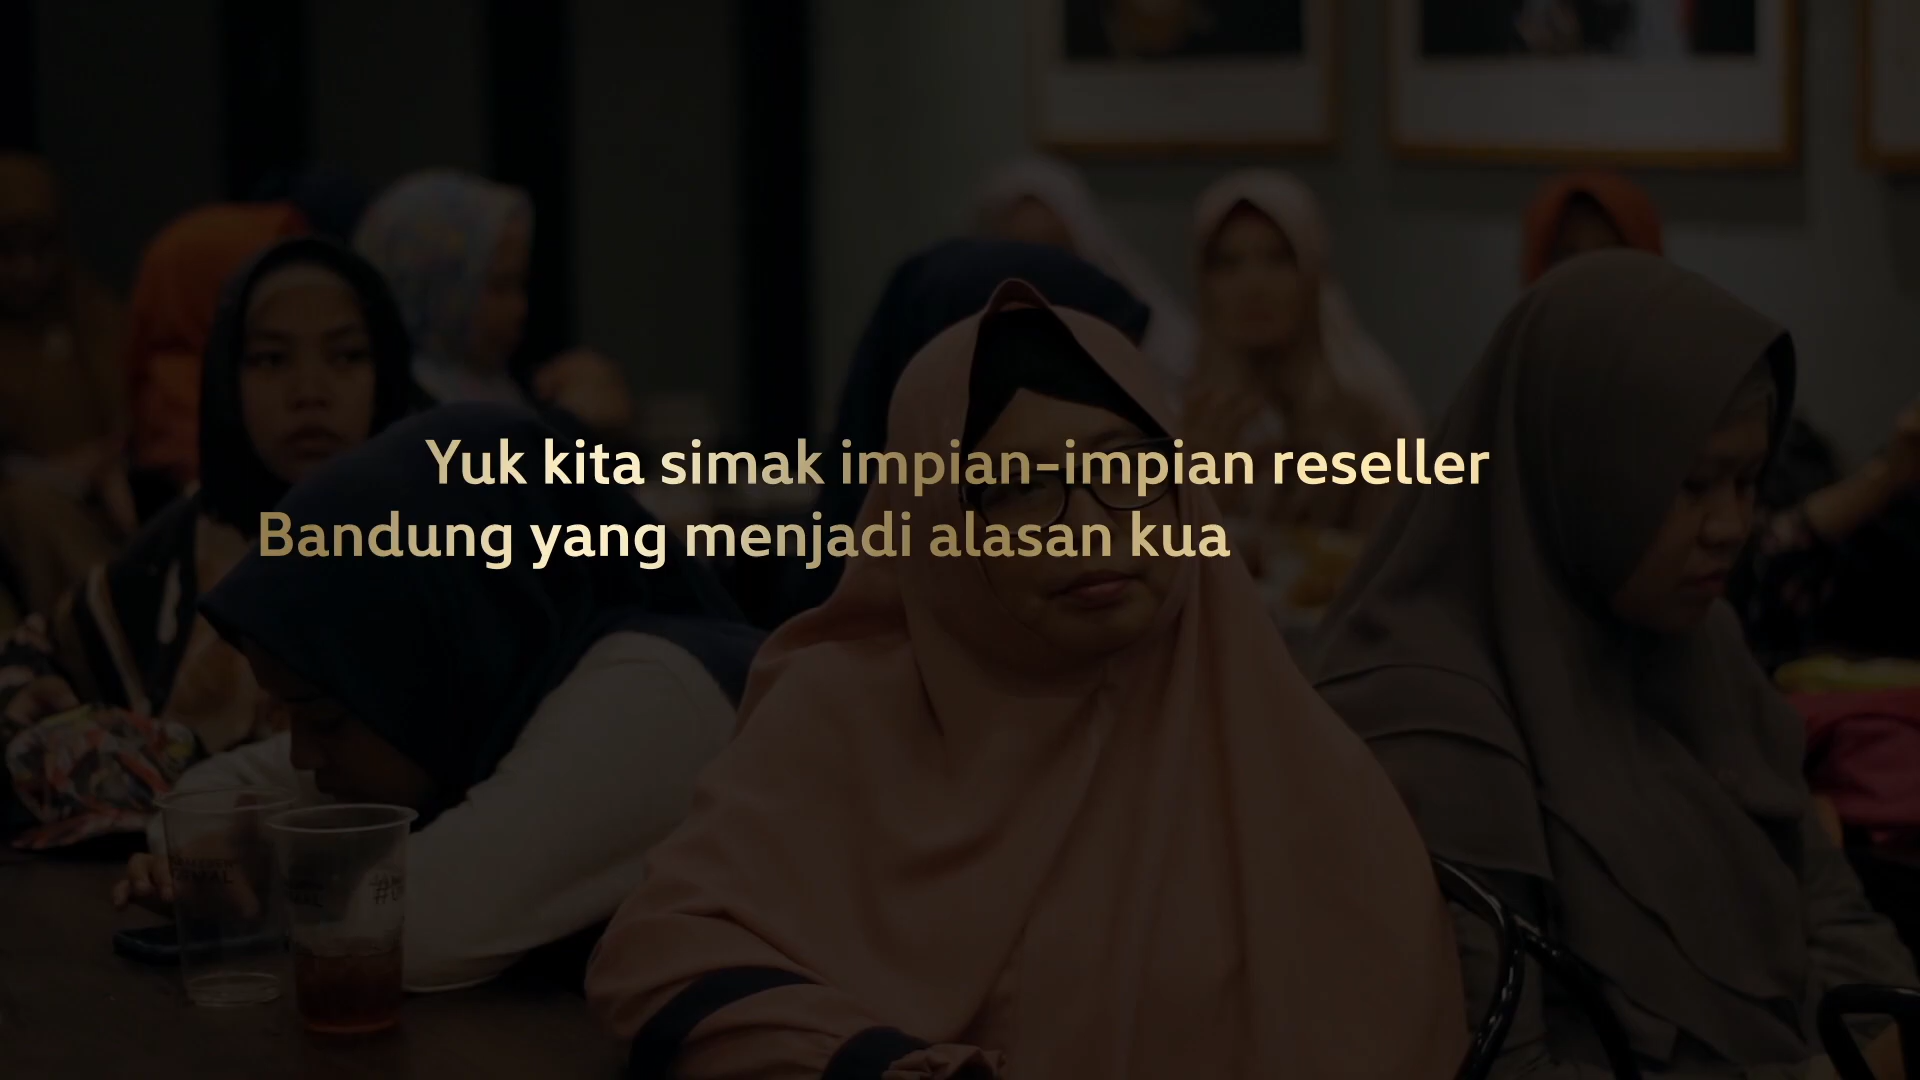 Yuk kita simak impian-impian reseller
Bandung yang menjadi alasan kua